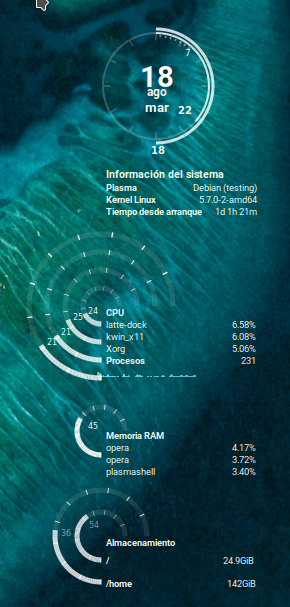 7
18
ago
mar
22
18
Información del sistema
Plasma Debian (testing)
Kernel Linux 5.7.0-2-amd64
Tiempo desde arranque 1d 1h 21m
24
25
21
21
CPU
latte-dock 6.58%
kwin_x11 6.08%
Xorg 5.06%
Procesos 231
45
Memoria RAM
opera 4.17%
opera 3.72%
plasmashell 3.40%
54
36
Almacenamiento
/ 24.9GiB
/home 142GiB